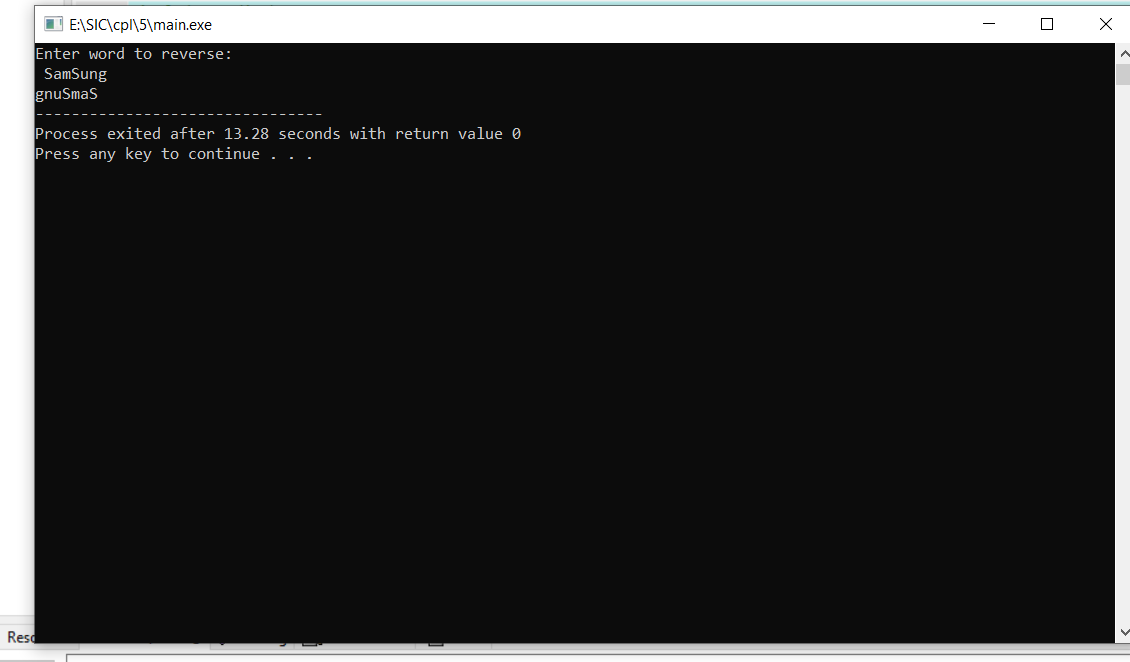 E:\SIC\cpl\5\main.exe
Enter word to reverse:
 SamSung
gnuSmaS
--------------------------------
Process exited after 13.28 seconds with return value 0
Press any key to continue . . .